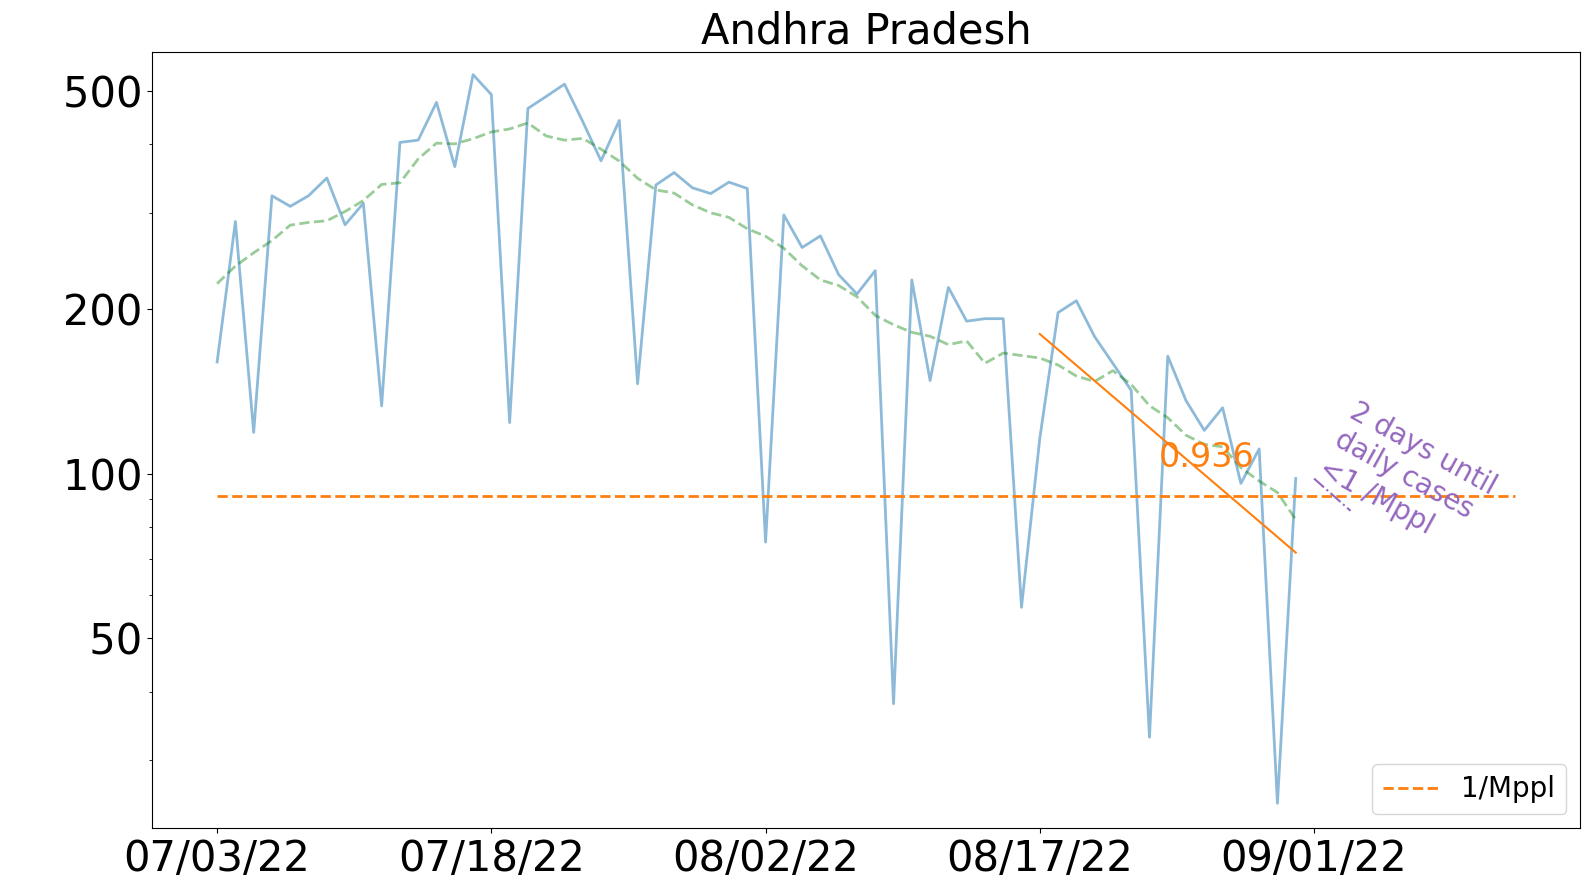 Andhra Pradesh
500
200
100
50
0.936
2 days until
daily cases
<1 /Mppl
1/Mppl
07/03/22
07/18/22
08/02/22
08/17/22
09/01/22